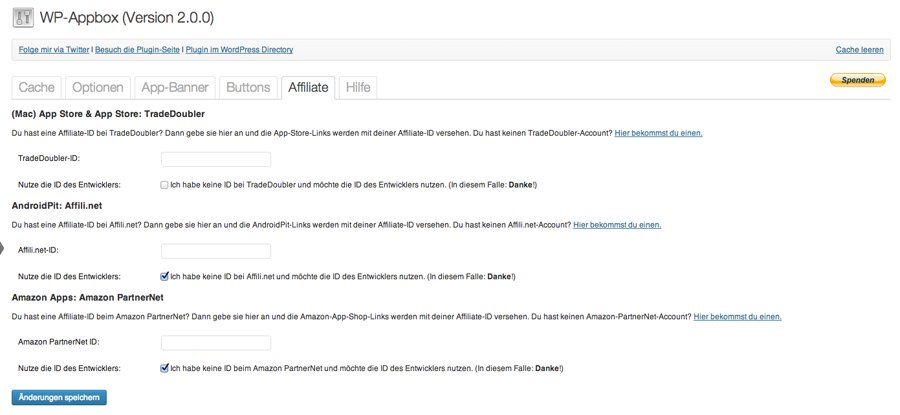 WP-Appbox (Version 2.0.0)
Folge mir via Twitter | Besuch die Plugin-Seite | Plugin im WordPress Directory Cache leeren
Cache Optionen App-Banner Buttons Affiliate Hilfe Spenden
(Mac) App Store & App Store: TradeDoubler
Du hast eine Affiliate-ID bei TradeDoubler? Dann gebe sie hier an und die App-Store-Links werden mit deiner Affiliate-ID versehen. Du hast keinen TradeDoubler-Account? Hier bekommst du einen.
TradeDoubler-ID:
Nutze die ID des Entwicklers: Ich habe keine ID bei TradeDoubler und möchte die ID des Entwicklers nutzen. (In diesem Falle: Danke!)
AndroidPit: Affili.net
Du hast eine Affiliate-ID bei Affili.net? Dann gebe sie hier an und die AndroidPit-Links werden mit deiner Affiliate-ID versehen. Du hast keinen Affili.net-Account? Hier bekommst du einen.
Affili.net-ID:
Nutze die ID des Entwicklers: Ich habe keine ID bei Affili.net und möchte die ID des Entwicklers nutzen. (In diesem Falle: Danke!)
Amazon Apps: Amazon PartnerNet
Du hast eine Affiliate-ID beim Amazon PartnerNet? Dann gebe sie hier an und die Amazon-App-Shop-Links werden mit deiner Affiliate-ID versehen. Du hast keinen Amazon-PartnerNet-Account? Hier bekommst du einen.
Amazon PartnerNet ID:
Nutze die ID des Entwicklers: Ich habe keine ID beim Amazon PartnerNet und möchte die ID des Entwicklers nutzen. (In diesem Falle: Danke!)
Änderungen speichern